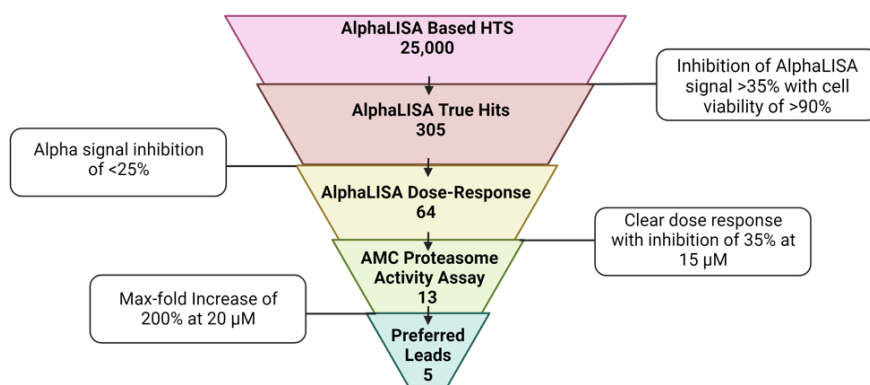 AlphaLISA Based HTS
25,000
Inhibition of AlphaLISA
signal >35% with cell
viability of >90%
AlphaLISA True Hits
305
Alpha signal inhibition
of <25%
AlphaLISA Dose-Response
64
Clear dose response
with inhibition of 35% at
15 µM
AMC Proteasome
Activity Assay
13
Max-fold Increase of
200% at 20 µM
Preferred
Leads
5